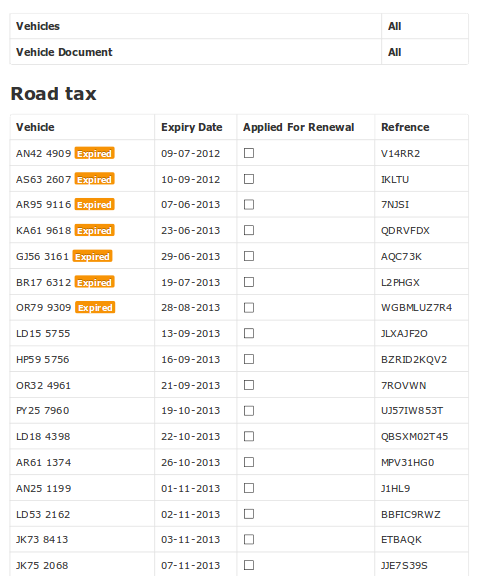 Vehicles All
Vehicle Document All
Road tax
Vehicle Expiry Date Applied For Renewal Refrence
AN42 4909 Expired 09-07-2012 V14RR2
AS63 2607 Expired 10-09-2012 IKLTU
AR95 9116 Expired 07-06-2013 7NJSI
KA61 9618 Expired 23-06-2013 QDRVFDX
GJ56 3161 Expired 29-06-2013 AQC73K
BR17 6312 Expired 19-07-2013 L2PHGX
OR79 9309 Expired 28-08-2013 WGBMLUZ7R4
LD15 5755 13-09-2013 JLXAJF2O
HP59 5756 16-09-2013 BZRID2KQV2
OR32 4961 21-09-2013 7ROVWN
PY25 7960 19-10-2013 UJ57IW853T
LD18 4398 22-10-2013 QBSXM02T45
AR61 1374 26-10-2013 MPV31HG0
AN25 1199 01-11-2013 J1HL9
LD53 2162 02-11-2013 BBFIC9RWZ
JK73 8413 03-11-2013 ETBAQK
JK75 2068 07-11-2013 JJE7S39S